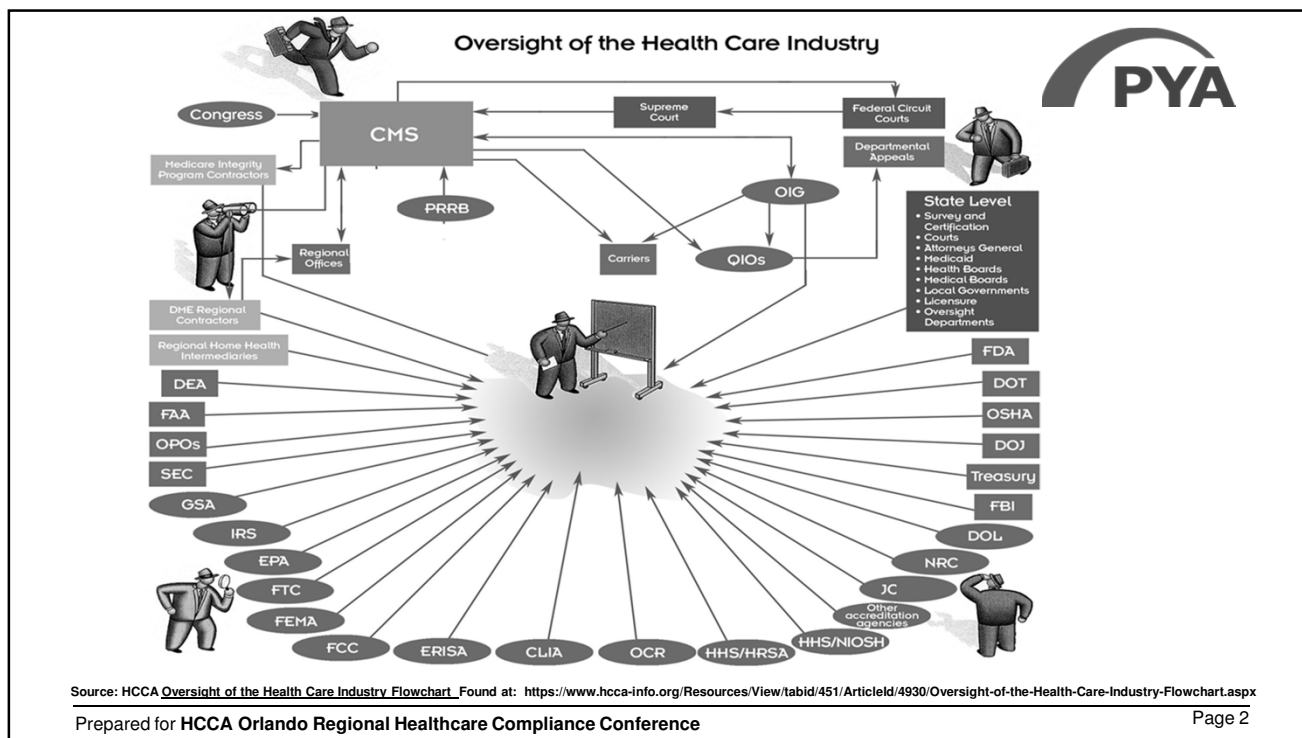 Oversight of the Health Care Industry
PYA
Congress
CMS
Supreme
Court
Federal Circuit
Courts
Departmental
Appeals
Medicare Integrity
Program Contractors
PRRB
OIG
Regional
Offices
Carriers
QIOs
State Level
• Survey and
Certification
• Courts
• Attorneys General
• Medicaid
• Health Boards
• Medical Boards
• Local Governments
• Licensure
• Oversight
Departments
DME Regional
Contractors
Regional Home Health
Intermediaries
DEA
FAA
OPOs
SEC
GSA
IRS
EPA
FTC
FEMA
FCC
ERISA
CLIA
OCR
HHS/HRSA
HHS/NIOSH
Other
accreditation
agencies
JC
NRC
DOL
FBI
Treasury
DOJ
OSHA
DOT
FDA
Source: HCCA Oversight of the Health Care Industry Flowchart Found at: https://www.hcca-info.org/Resources/View/tabid/451/ArticleId/4930/Oversight-of-the-Health-Care-Industry-Flowchart.aspx
Prepared for HCCA Orlando Regional Healthcare Compliance Conference
Page 2